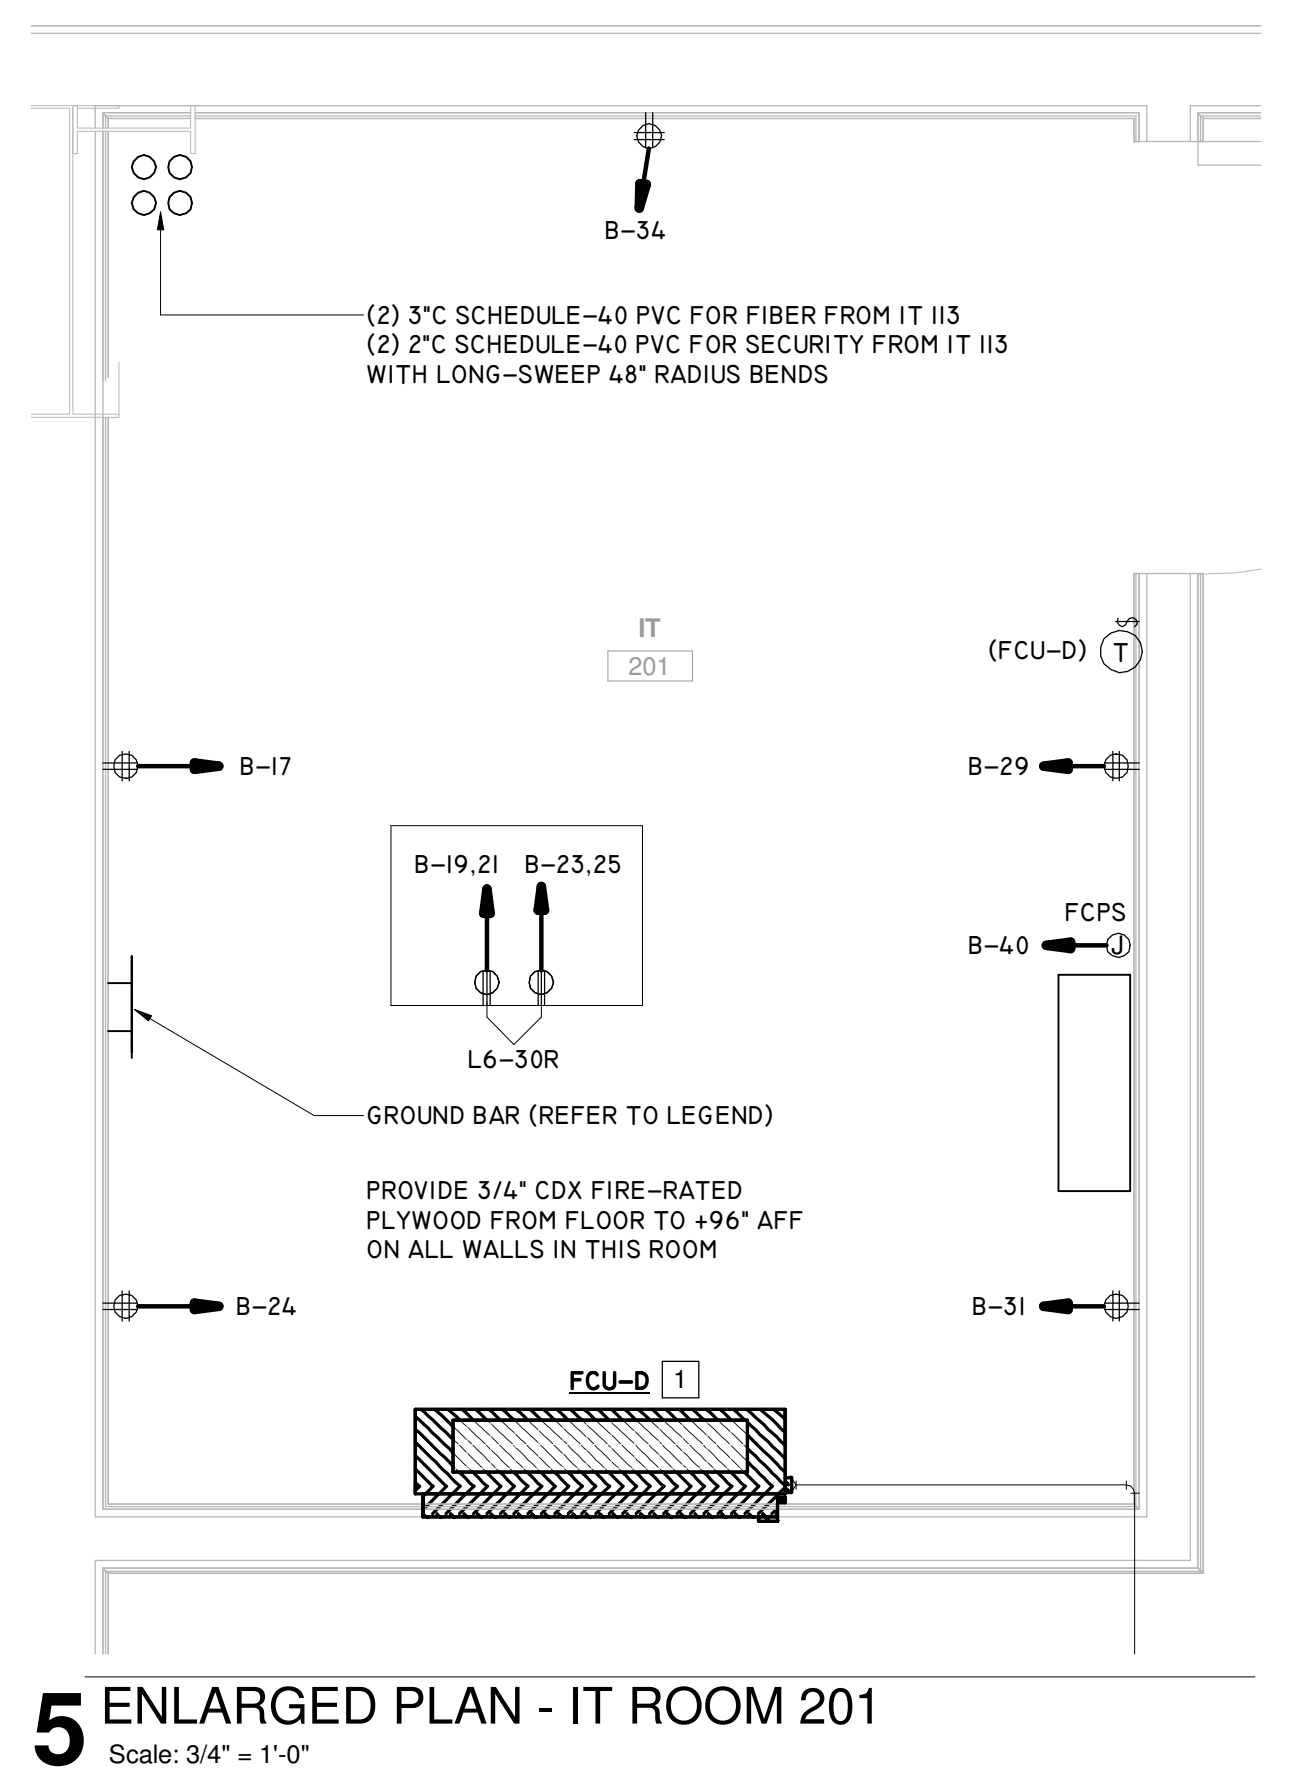 B-34
(2) 3"C SCHEDULE-40 PVC FOR FIBER FROM IT 113
(2) 2"C SCHEDULE-40 PVC FOR SECURITY FROM IT 113
WITH LONG-SWEEP 48" RADIUS BENDS
IT
201
$
(FCU-D) T
B-17
B-29
B-19,21 B-23,25
FCPS
B-40 J
L6-30R
GROUND BAR (REFER TO LEGEND)
PROVIDE 3/4" CDX FIRE-RATED
PLYWOOD FROM FLOOR TO +96" AFF
ON ALL WALLS IN THIS ROOM
B-24
B-31
FCU-D 1
5 ENLARGED PLAN - IT ROOM 201
Scale: 3/4" = 1'-0"